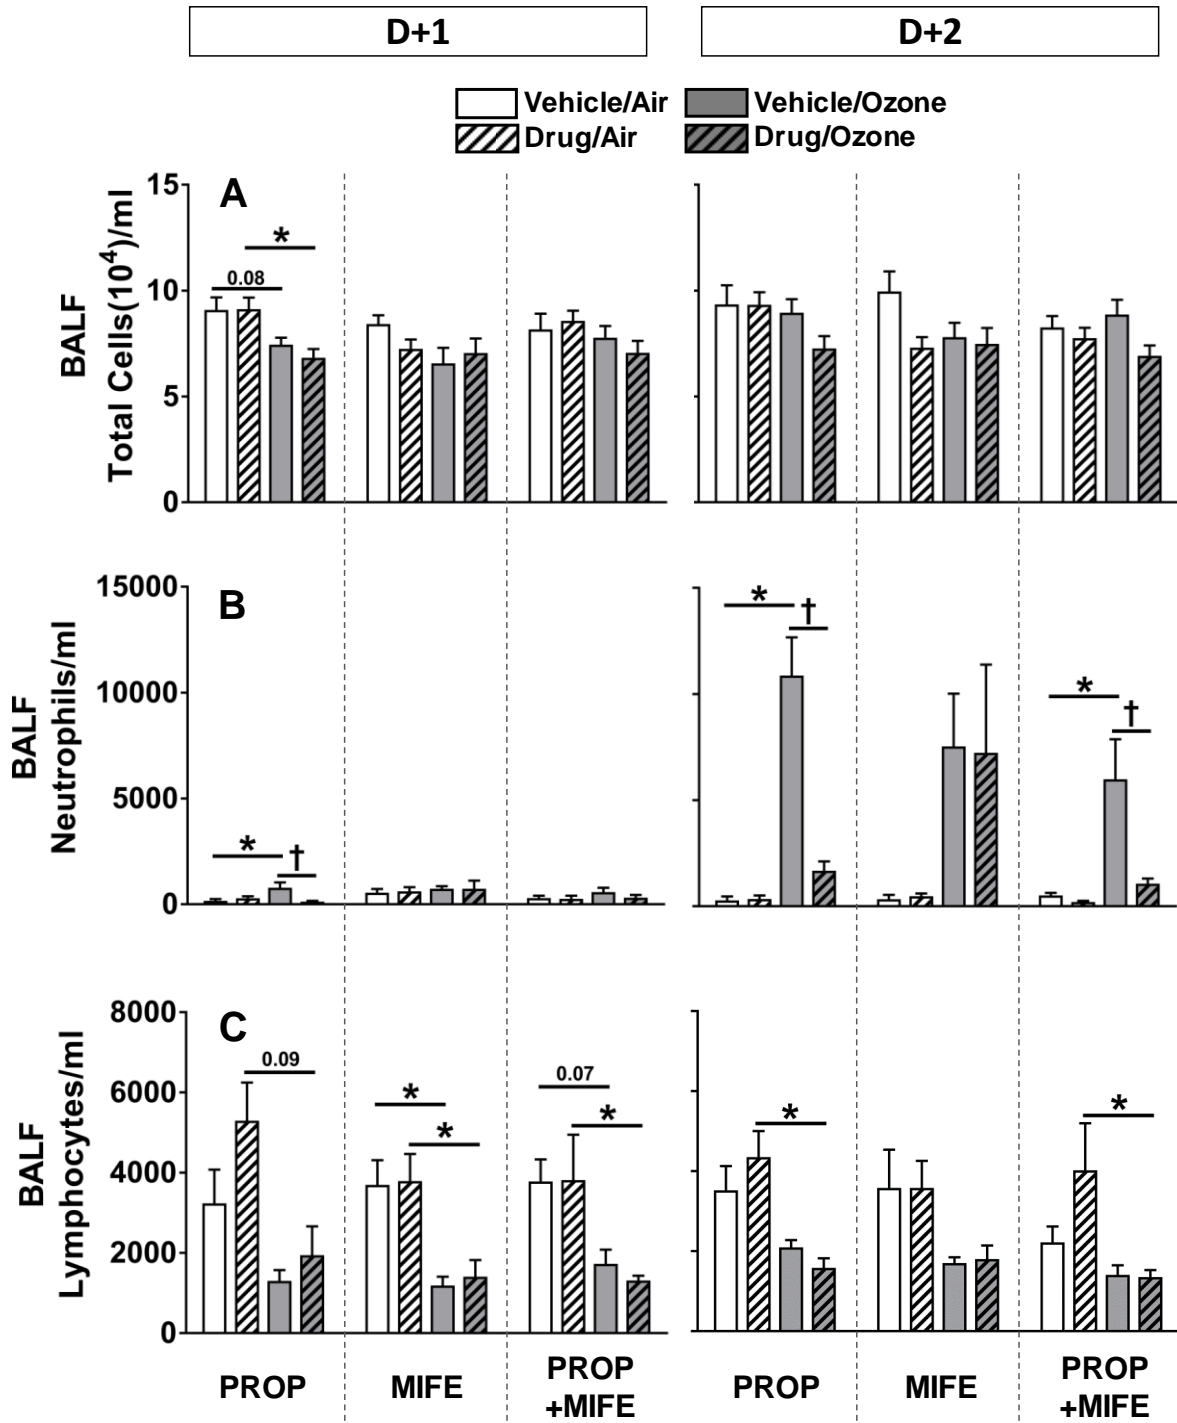 D+1
D+2
Vehicle/Air
Vehicle/Ozone
Drug/Air
Drug/Ozone
A
BALF
Total Cells(10⁴)/ml
15
10
5
0
*
0.08
B
BALF
Neutrophils/ml
15000
10000
5000
0
*
†
*
†
*
†
C
BALF
Lymphocytes/ml
8000
6000
4000
2000
0
0.09
*
*
0.07
*
*
*
PROP
MIFE
PROP
+MIFE
PROP
MIFE
PROP
+MIFE